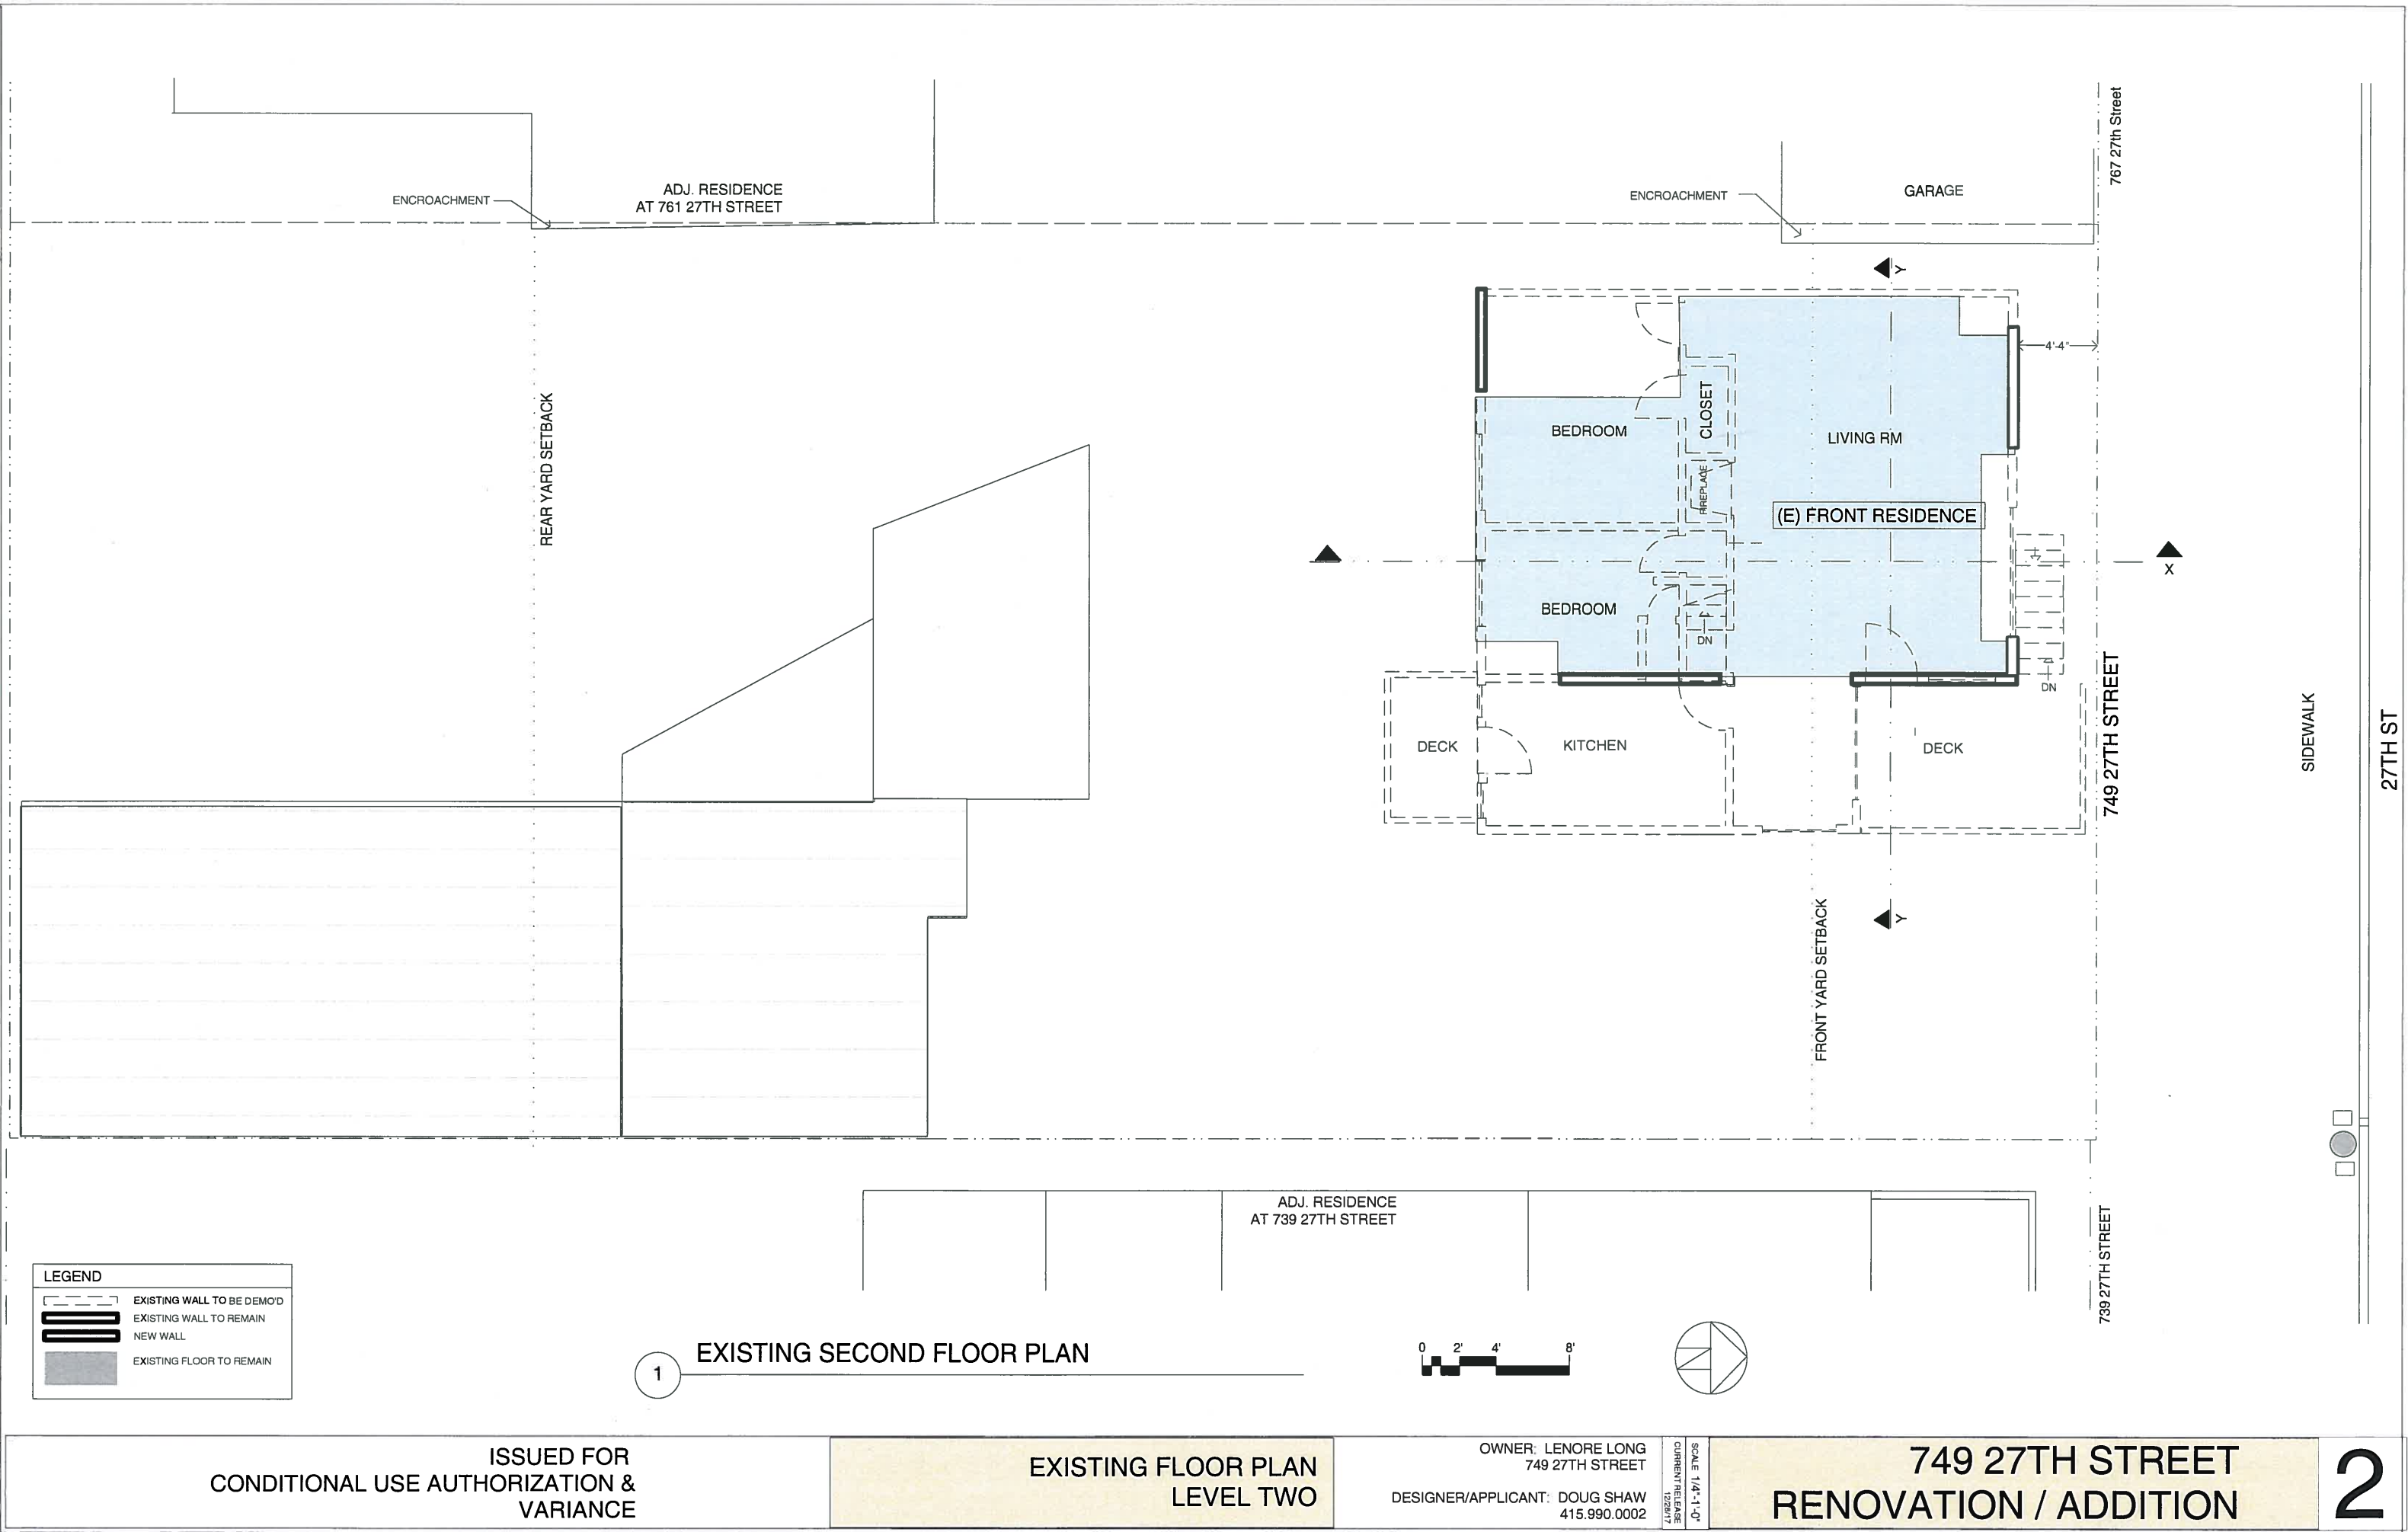 767 27th Street
ENCROACHMENT
ADJ. RESIDENCE
AT 761 27TH STREET
ENCROACHMENT
GARAGE
Y
4'-4"
REAR YARD SETBACK
BEDROOM
CLOSET
LIVING RM
FIREPLACE
(E) FRONT RESIDENCE
X
BEDROOM
DN
DN
DECK
KITCHEN
DECK
749 27TH STREET
SIDEWALK
27TH ST
Y
FRONT YARD SETBACK
ADJ. RESIDENCE
AT 739 27TH STREET
739 27TH STREET
LEGEND
EXISTING WALL TO BE DEMO'D
EXISTING WALL TO REMAIN
NEW WALL
EXISTING FLOOR TO REMAIN
1
EXISTING SECOND FLOOR PLAN
0 2' 4' 8'
ISSUED FOR
CONDITIONAL USE AUTHORIZATION &
VARIANCE
EXISTING FLOOR PLAN
LEVEL TWO
OWNER: LENORE LONG
749 27TH STREET
DESIGNER/APPLICANT: DOUG SHAW
415.990.0002
SCALE 1/4"-1'-0"
CURRENT RELEASE
12/28/17
749 27TH STREET
RENOVATION / ADDITION
2